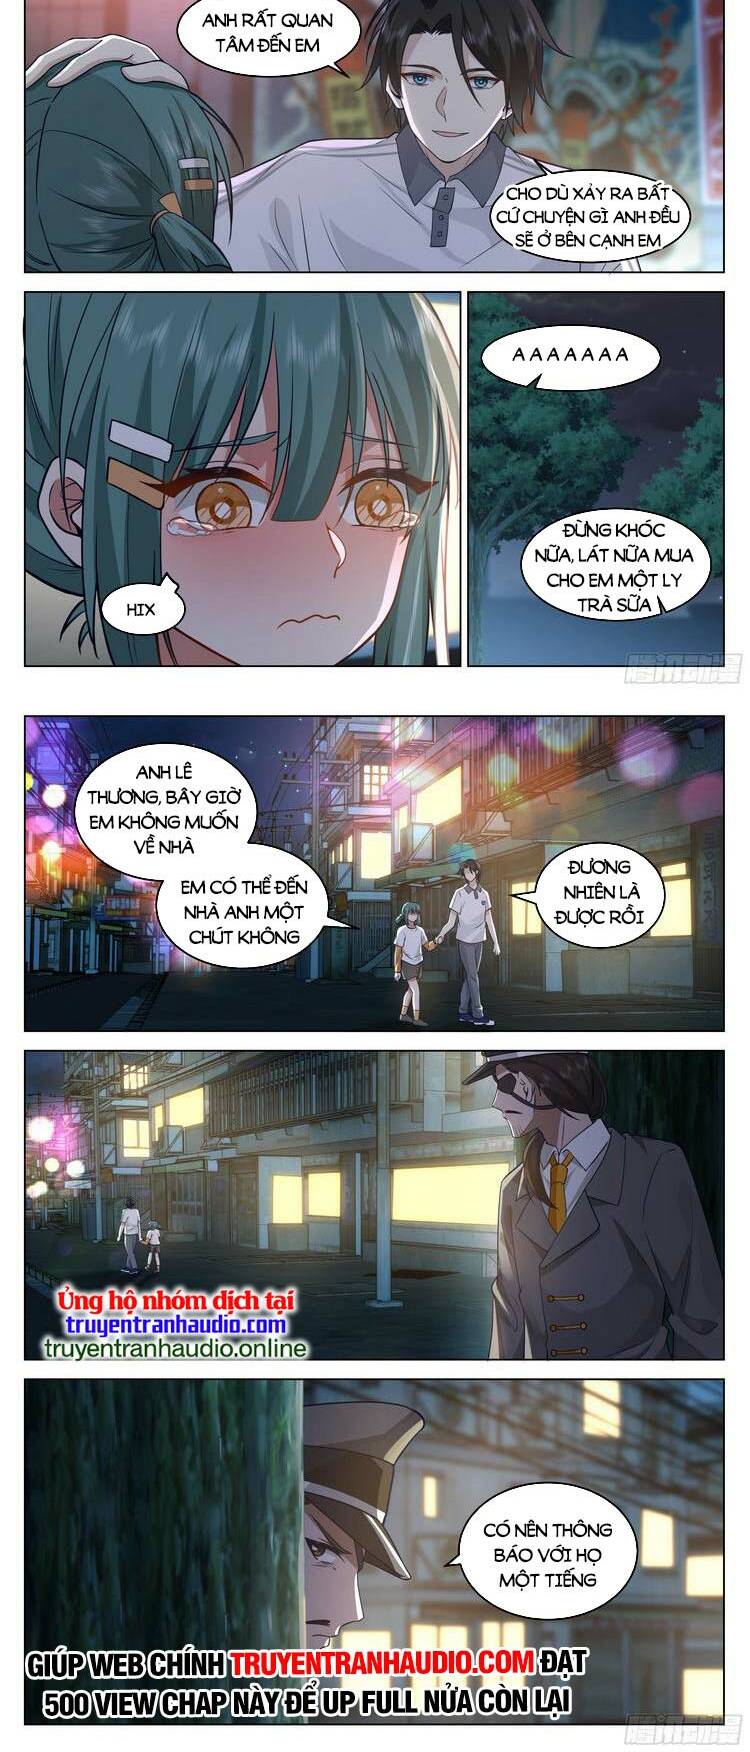 ANH RẤT QUAN
TÂM ĐẾN EM
CHO DÙ XẢY RA BẤT
CỨ CHUYỆN GÌ ANH ĐỀU
SẼ Ở BÊN CẠNH EM
HIX
A A A A A A A
ĐỪNG KHÓC
NỮA, LÁT NỮA MUA
CHO EM MỘT LY
TRÀ SỮA
ANH LÊ
THƯƠNG, BÂY GIỜ
EM KHÔNG MUỐN
VỀ NHÀ
EM CÓ THỂ ĐẾN
NHÀ ANH MỘT
CHÚT KHÔNG
ĐƯƠNG
NHIÊN LÀ
ĐƯỢC RỒI
Ủng hộ nhóm dịch tại
truyentranhaudio.com
truyentranhaudio.online
CÓ NÊN THÔNG
BÁO VỚI HỌ
MỘT TIẾNG
GIÚP WEB CHÍNH TRUYENTRANHAUDIO.COM ĐẠT
500 VIEW CHAP NÀY ĐỂ UP FULL NỬA CÒN LẠI